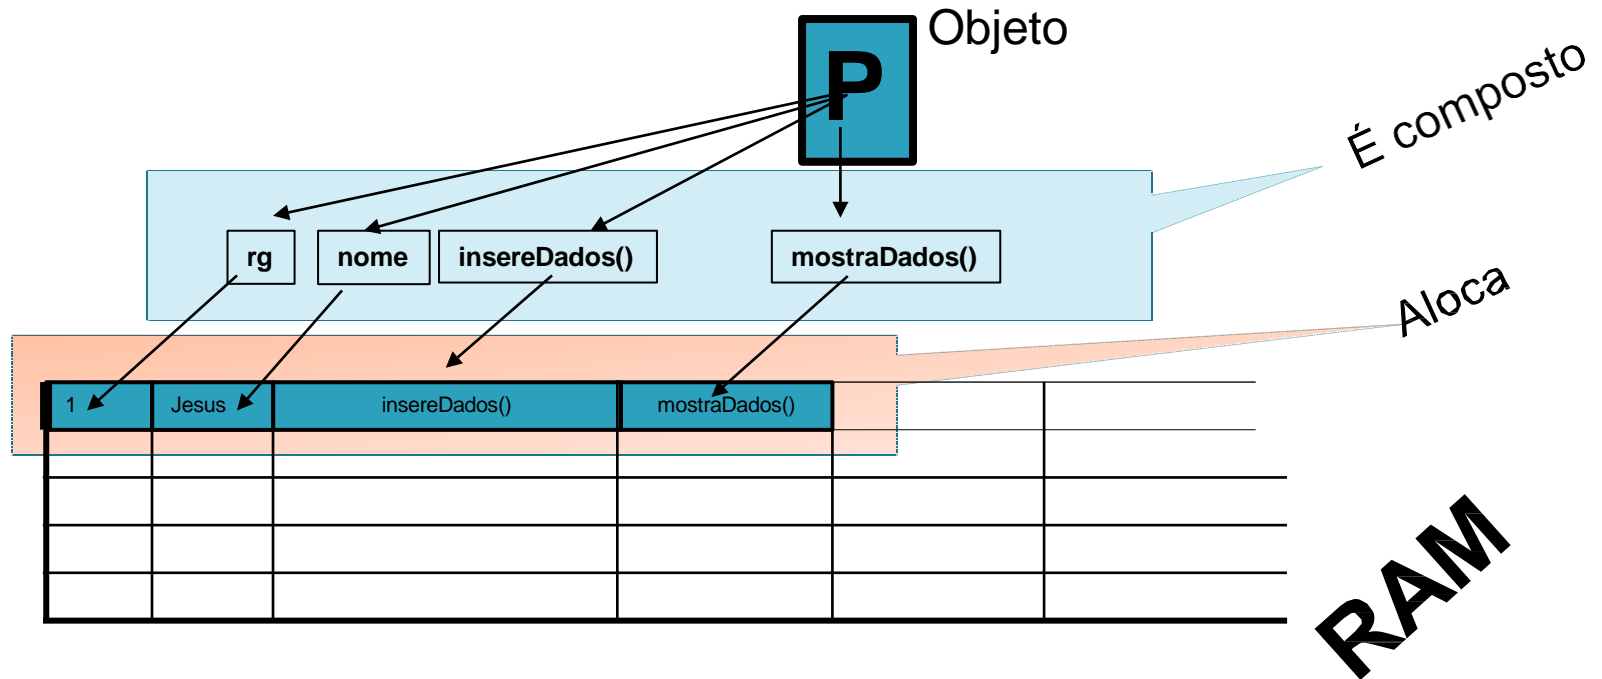 Objeto
P
É composto
rg
nome
insereDados()
mostraDados()
Aloca
1
Jesus
insereDados()
mostraDados()
RAM